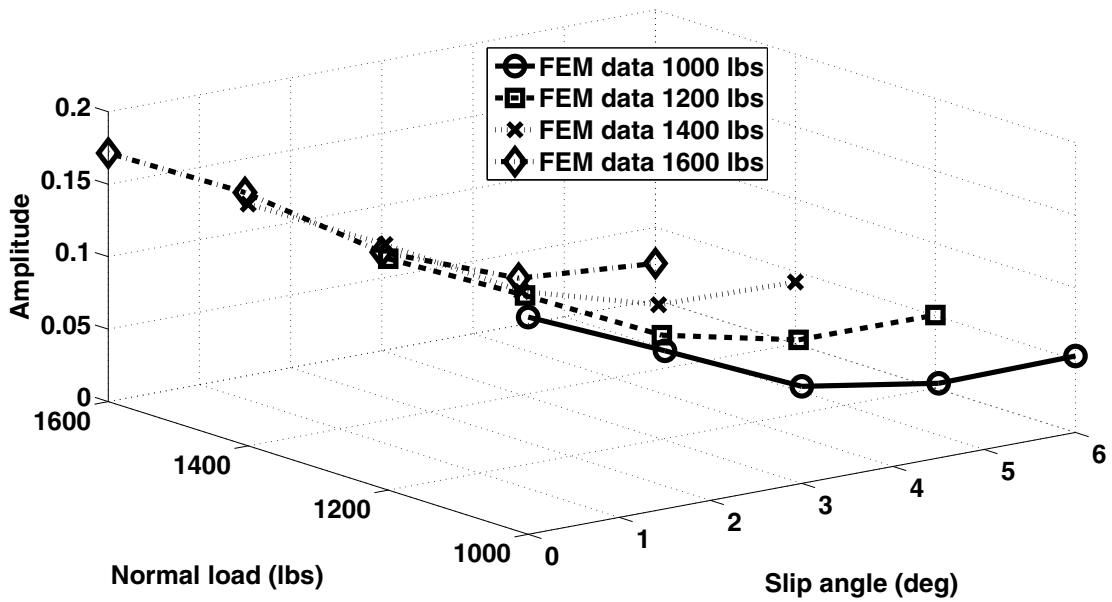 FEM data 1000 lbs
FEM data 1200 lbs
FEM data 1400 lbs
FEM data 1600 lbs
0.2
0.15
0.1
0.05
0
Amplitude
1600
1400
1200
1000
Normal load (lbs)
0
1
2
3
4
5
6
Slip angle (deg)